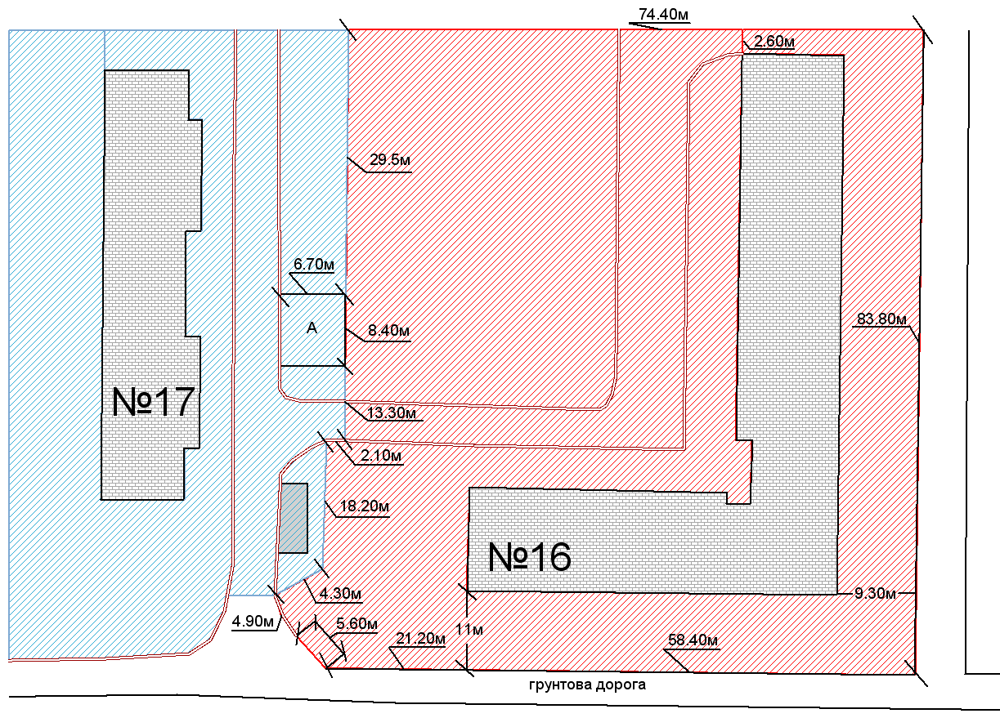 74.40м
2.60м
29.5м
6.70м
А
8.40м
83.80м
№17
13.30м
2.10м
18.20м
№16
4.30м
9.30м
4.90м
5.60м
11м
21.20м
58.40м
грунтова дорога